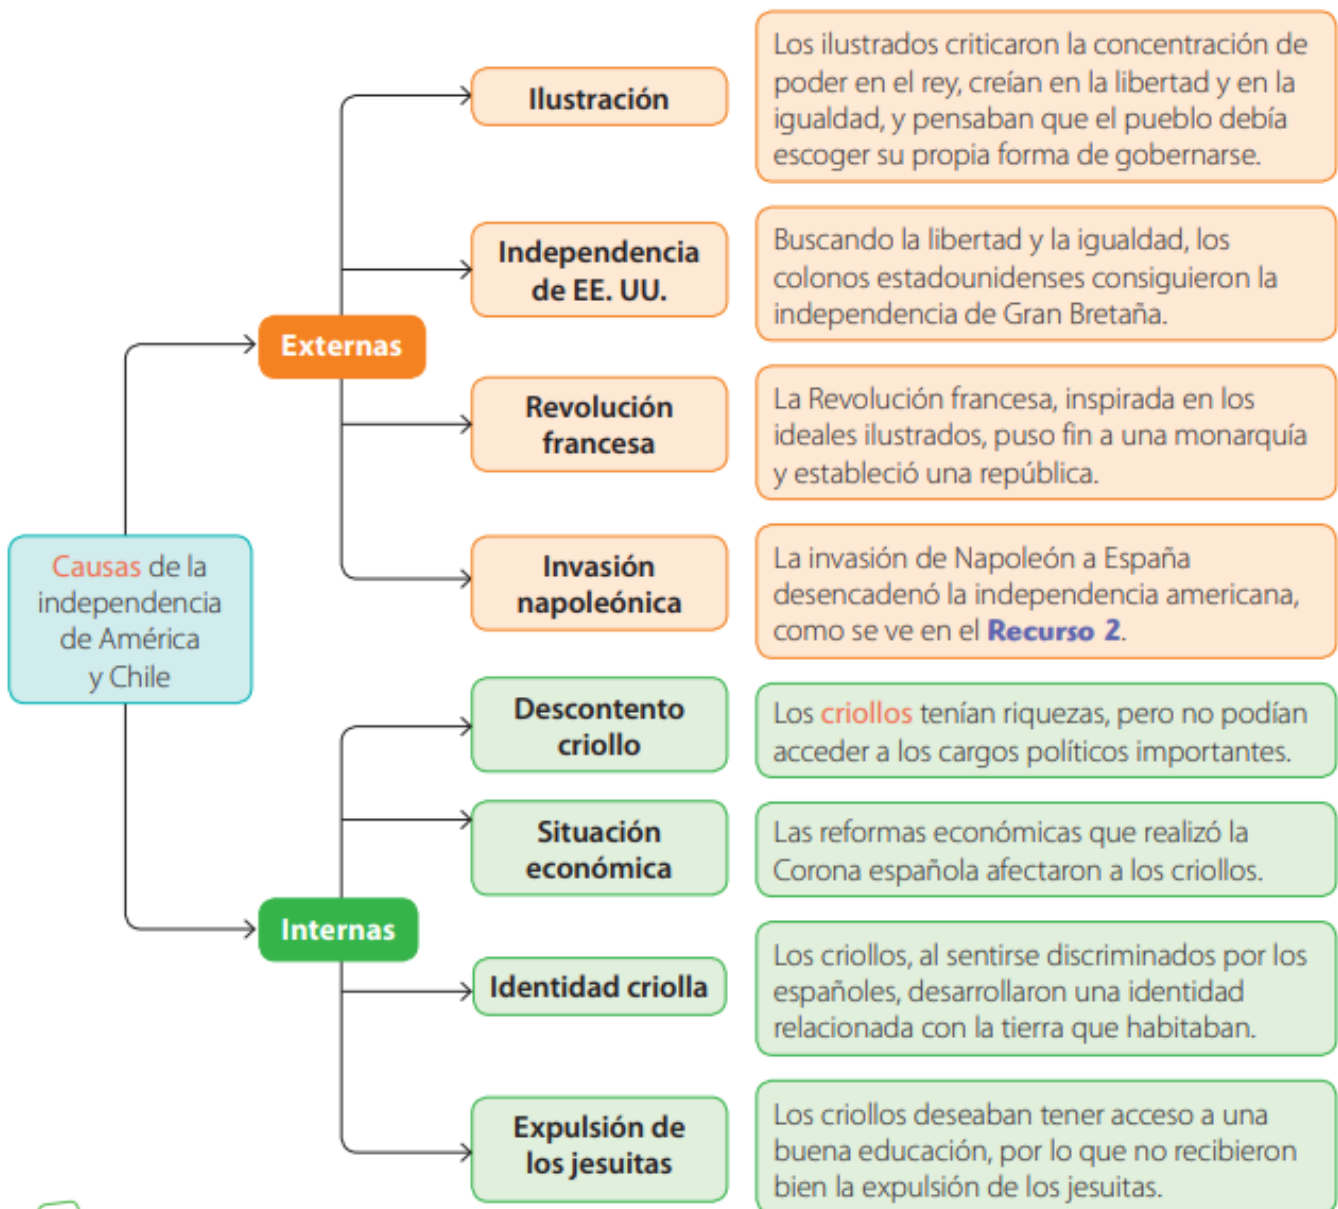 Los ilustrados criticaron la concentración de
poder en el rey, creían en la libertad y en la
igualdad, y pensaban que el pueblo debía
escoger su propia forma de gobernarse.
Ilustración
Independencia
de EE. UU.
Buscando la libertad y la igualdad, los
colonos estadounidenses consiguieron la
independencia de Gran Bretaña.
Externas
Revolución
francesa
La Revolución francesa, inspirada en los
ideales ilustrados, puso fin a una monarquía
y estableció una república.
Causas de la
independencia
de América
y Chile
Invasión
napoleónica
La invasión de Napoleón a España
desencadenó la independencia americana,
como se ve en el Recurso 2.
Descontento
criollo
Los criollos tenían riquezas, pero no podían
acceder a los cargos políticos importantes.
Situación
económica
Las reformas económicas que realizó la
Corona española afectaron a los criollos.
Internas
Identidad criolla
Los criollos, al sentirse discriminados por los
españoles, desarrollaron una identidad
relacionada con la tierra que habitaban.
Expulsión de
los jesuitas
Los criollos deseaban tener acceso a una
buena educación, por lo que no recibieron
bien la expulsión de los jesuitas.